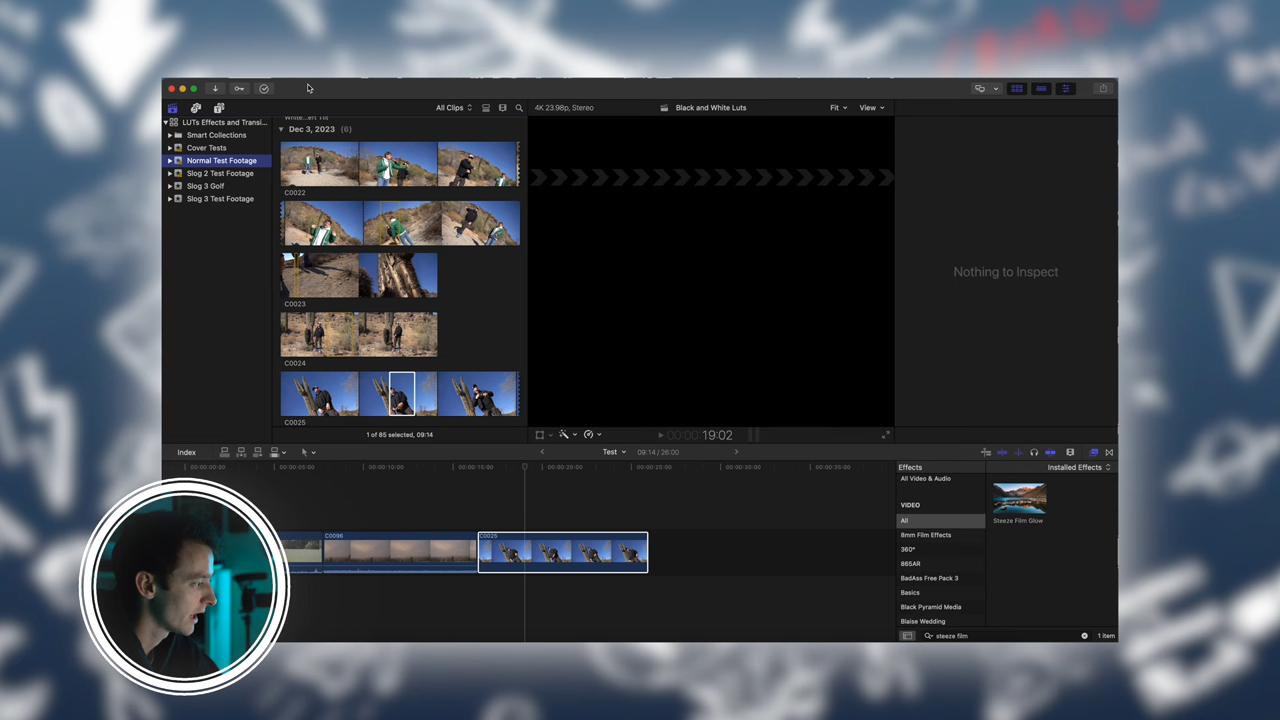 All Clips
4K 23.98p, Stereo
Black and White Luts
Fit
View
LUTs Effects and Transi...
Smart Collections
Cover Tests
Normal Test Footage
Slog 2 Test Footage
Slog 3 Golf
Slog 3 Test Footage
Dec 3, 2023 (6)
C0022
C0023
C0024
C0025
1 of 85 selected, 09:14
Nothing to Inspect
00:00:00:19:02
Index
Test
09:14 / 26:00
00:00:00:00
00:00:05:00
00:00:10:00
00:00:15:00
00:00:20:00
00:00:25:00
00:00:30:00
00:00:35:00
C0096
C0025
Effects
Installed Effects
All Video & Audio
VIDEO
All
8mm Film Effects
360°
865AR
BadAss Free Pack 3
Basics
Black Pyramid Media
Blaise Wedding
Steeze Film Glow
steeze film
1 item